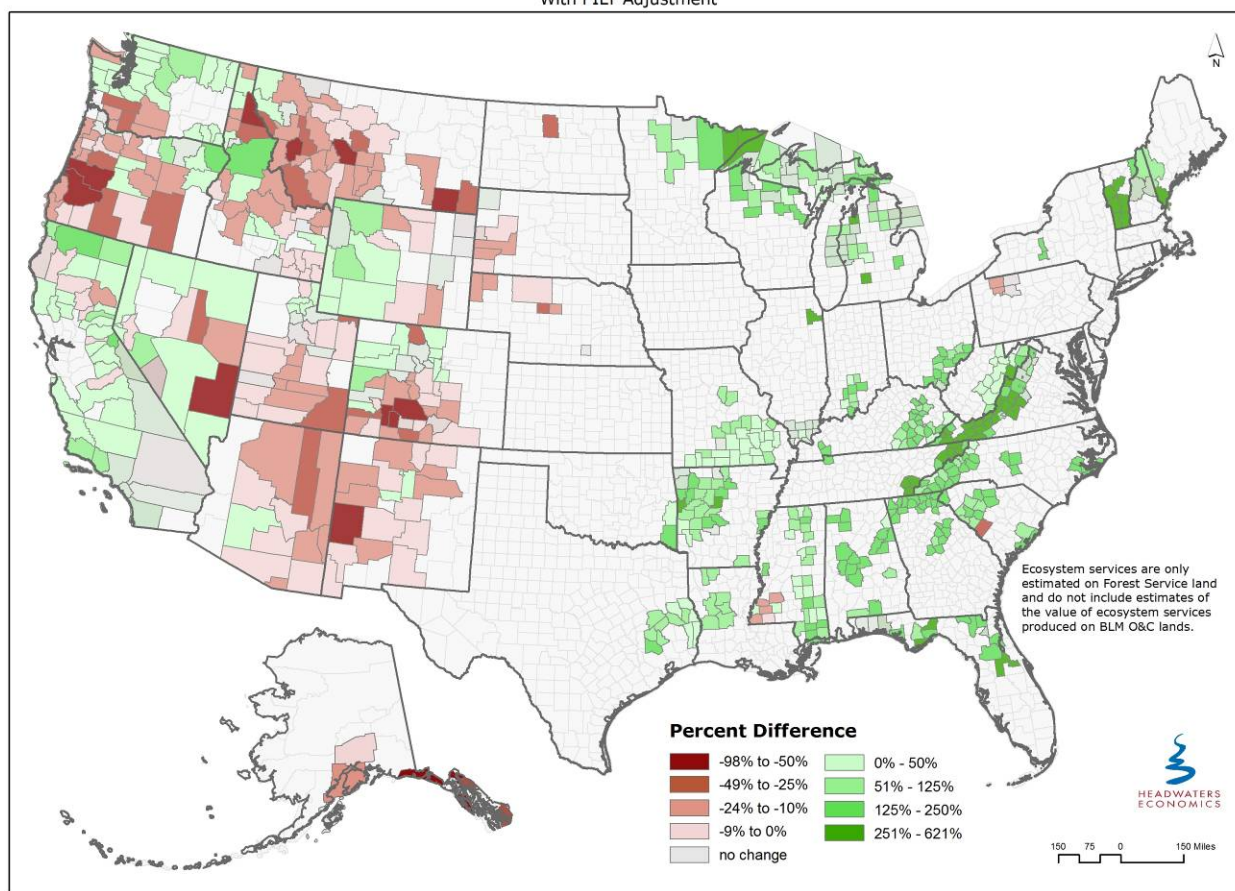 With PILT Adjustment
N
Ecosystem services are only
estimated on Forest Service land
and do not include estimates of
the value of ecosystem services
produced on BLM O&C lands.
Percent Difference
-98% to -50%
-49% to -25%
-24% to -10%
-9% to 0%
no change
0% - 50%
51% - 125%
125% - 250%
251% - 621%
HEADWATERS
ECONOMICS
150 75 0 150 Miles